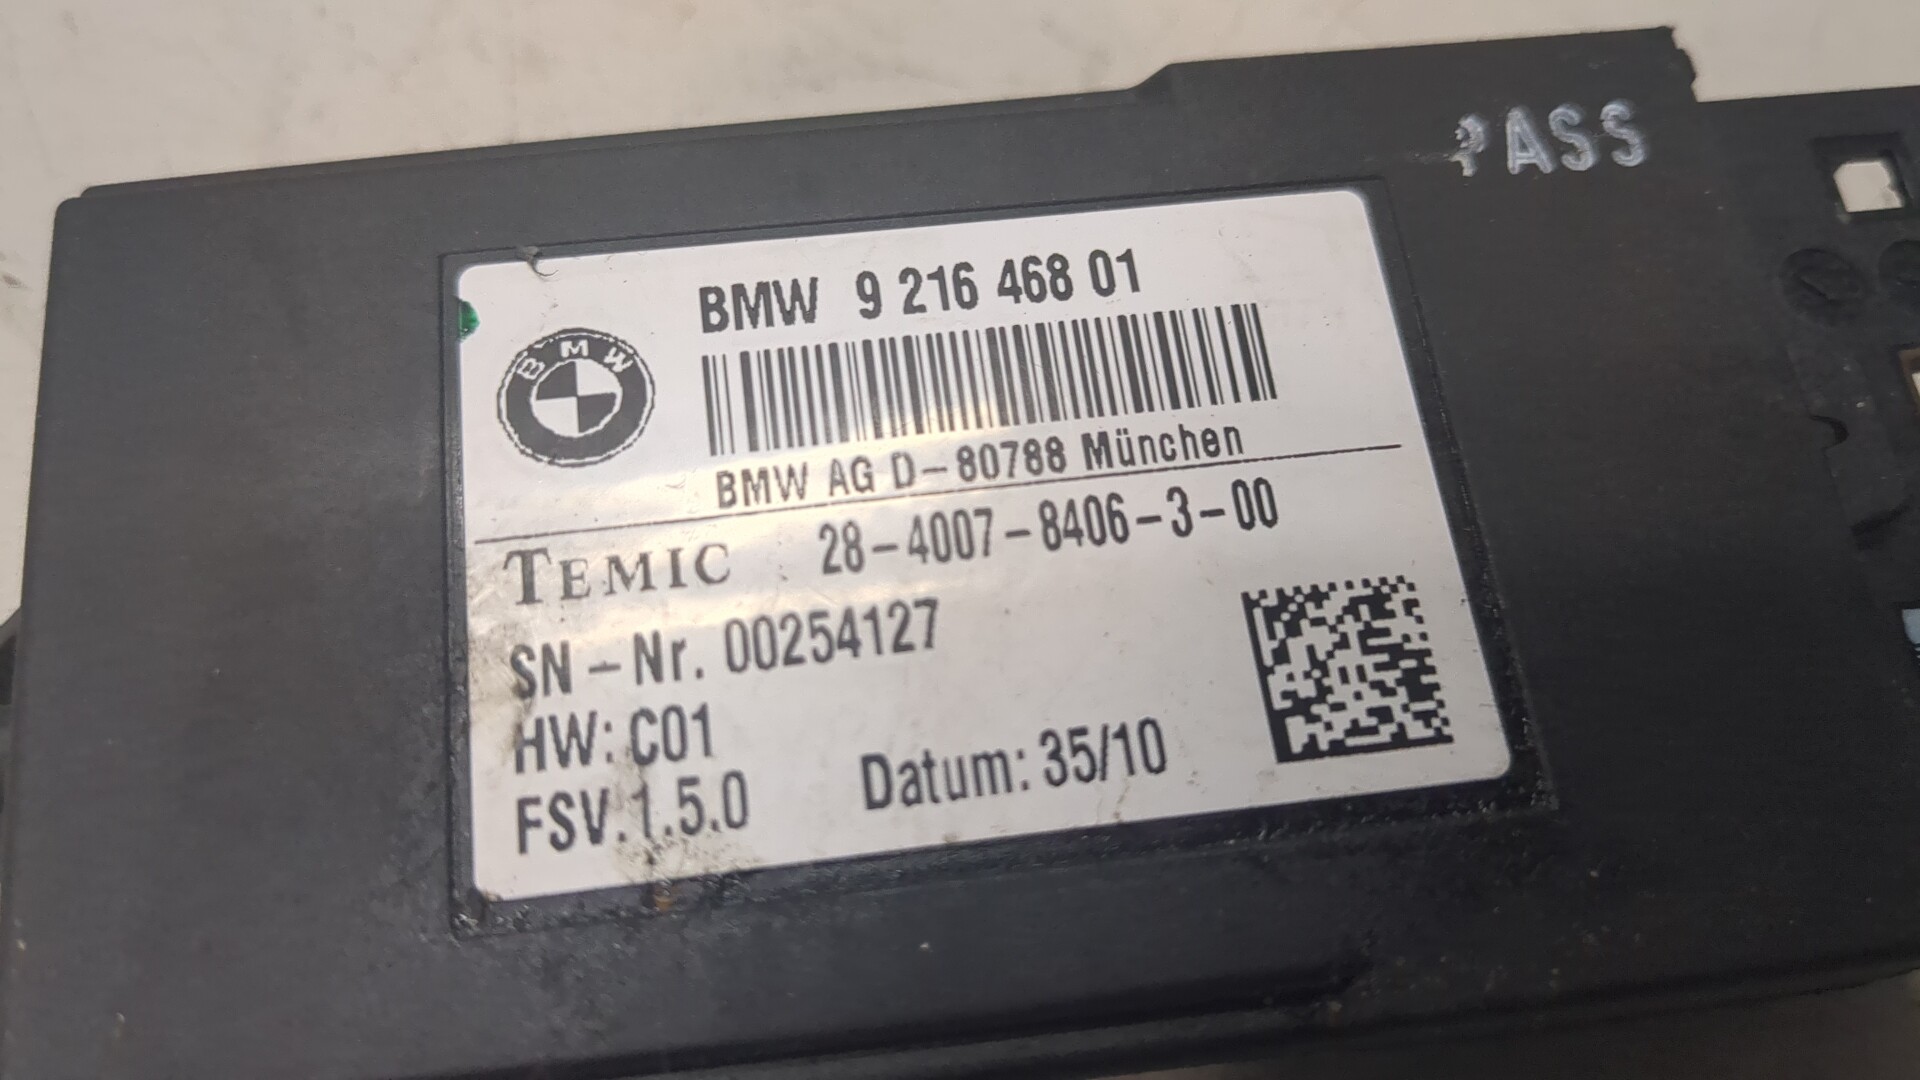 PASS
BMW 9 216 468 01
BMW
BMW AG D-80788 München
TEMIC 28-4007-8406-3-00
SN-Nr. 00254127
HW: C01
FSV.1.5.0 Datum: 35/10